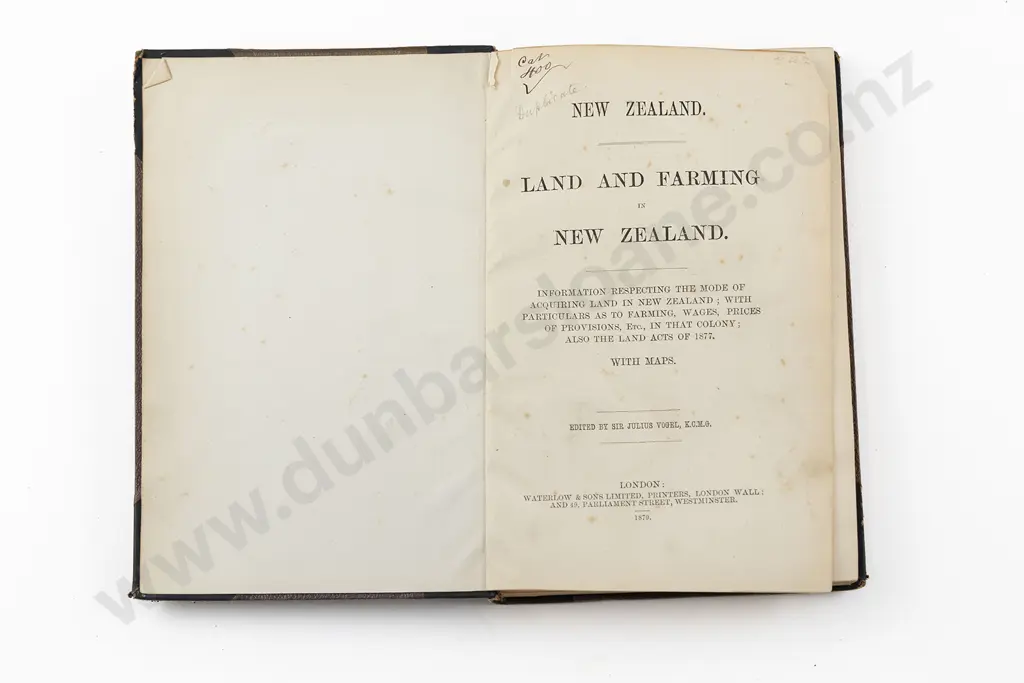 Cat
400
Duplicate
NEW ZEALAND.
LAND AND FARMING
IN
NEW ZEALAND.
INFORMATION RESPECTING THE MODE OF
ACQUIRING LAND IN NEW ZEALAND; WITH
PARTICULARS AS TO FARMING, WAGES, PRICES
OF PROVISIONS, ETC., IN THAT COLONY;
ALSO THE LAND ACTS OF 1877.
WITH MAPS.
EDITED BY SIR JULIUS VOGEL, K.C.M.G.
LONDON:
WATERLOW & SONS LIMITED, PRINTERS, LONDON WALL;
AND 49, PARLIAMENT STREET, WESTMINSTER.
1879.
www.dunbarsloane.co.nz